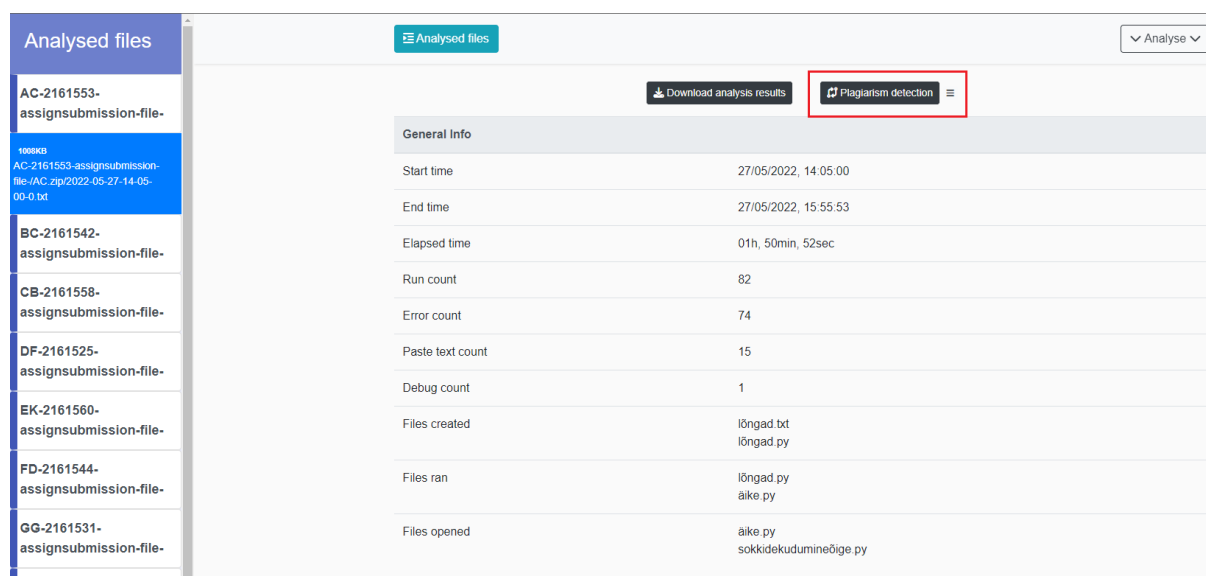 Analysed files
AC-2161553-
assignsubmission-file-
1008KB
AC-2161553-assignsubmission-
file-/AC.zip/2022-05-27-14-05-
00-0.txt
BC-2161542-
assignsubmission-file-
CB-2161558-
assignsubmission-file-
DF-2161525-
assignsubmission-file-
EK-2161560-
assignsubmission-file-
FD-2161544-
assignsubmission-file-
GG-2161531-
assignsubmission-file-
Analysed files
Analyse
Download analysis results
Plagiarism detection
General Info
Start time 27/05/2022, 14:05:00
End time 27/05/2022, 15:55:53
Elapsed time 01h, 50min, 52sec
Run count 82
Error count 74
Paste text count 15
Debug count 1
Files created lõngad.txt
lõngad.py
Files ran lõngad.py
äike.py
Files opened äike.py
sokkidekudumineõige.py